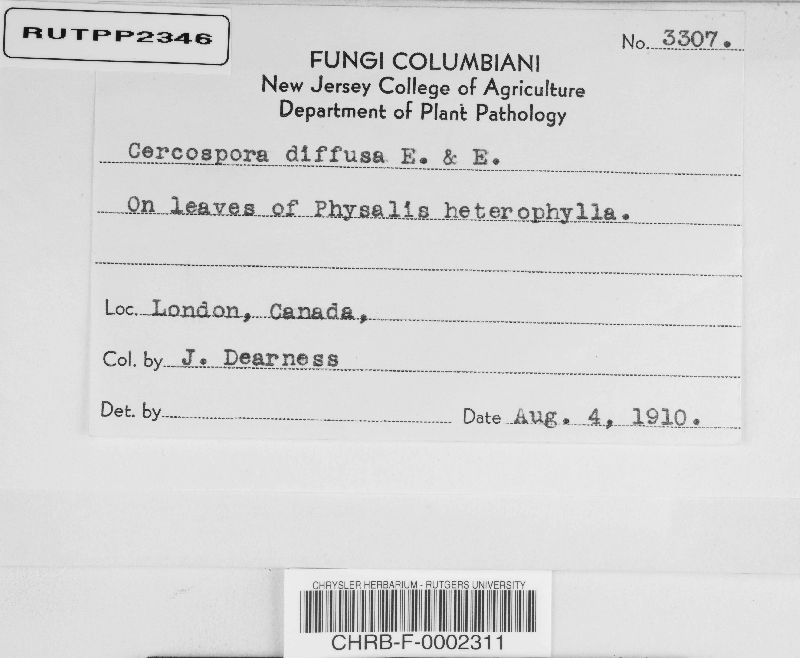 RUTPP2346
No. 3307.
FUNGI COLUMBIANI
New Jersey College of Agriculture
Department of Plant Pathology
Cercospora diffusa E. & E.
On leaves of Physalis heterophylla.
Loc. London, Canada,
Col. by J. Dearness
Det. by
Date Aug. 4, 1910.
CHRYSLER HERBARIUM - RUTGERS UNIVERSITY
CHRB-F-0002311